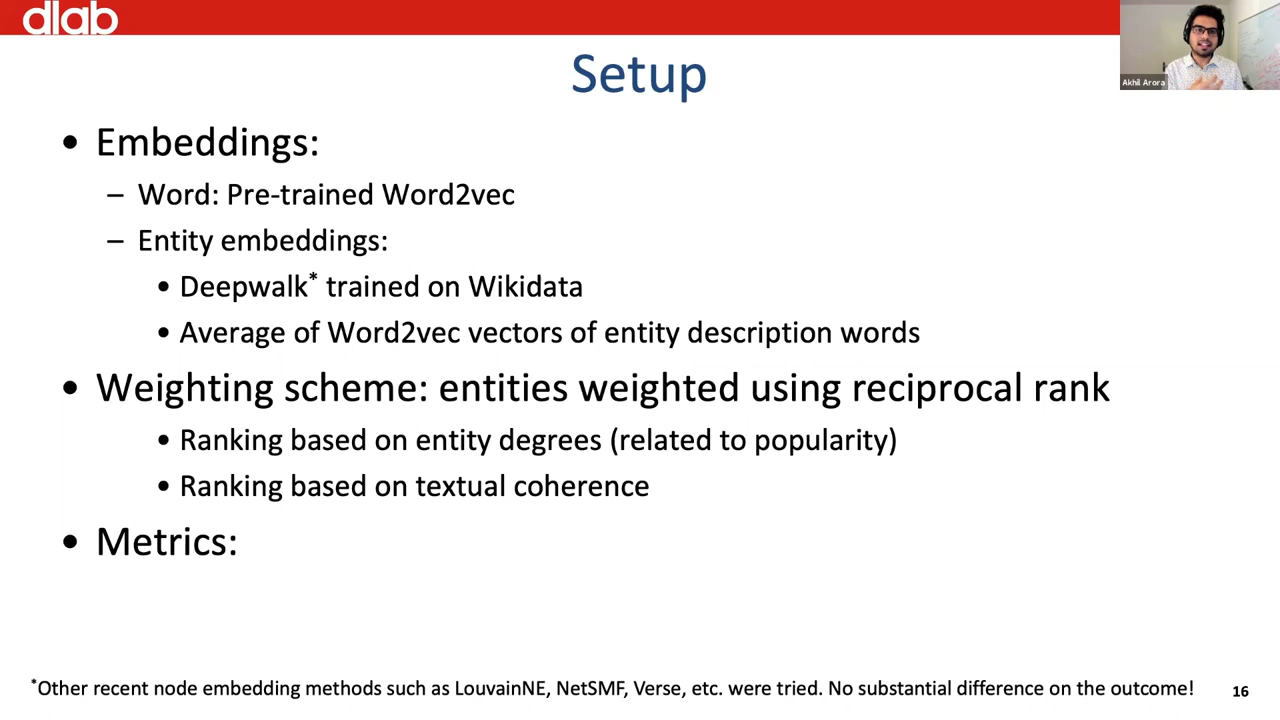 dlab
Akhil Arora
Setup
• Embeddings:
– Word: Pre-trained Word2vec
– Entity embeddings:
• Deepwalk* trained on Wikidata
• Average of Word2vec vectors of entity description words
• Weighting scheme: entities weighted using reciprocal rank
• Ranking based on entity degrees (related to popularity)
• Ranking based on textual coherence
• Metrics:
*Other recent node embedding methods such as LouvainNE, NetSMF, Verse, etc. were tried. No substantial difference on the outcome!
16